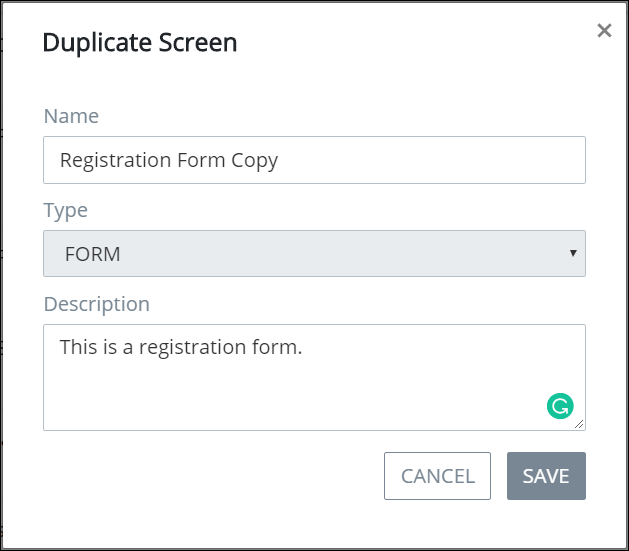 Duplicate Screen
Name
Registration Form Copy
Type
FORM
Description
This is a registration form.
CANCEL SAVE